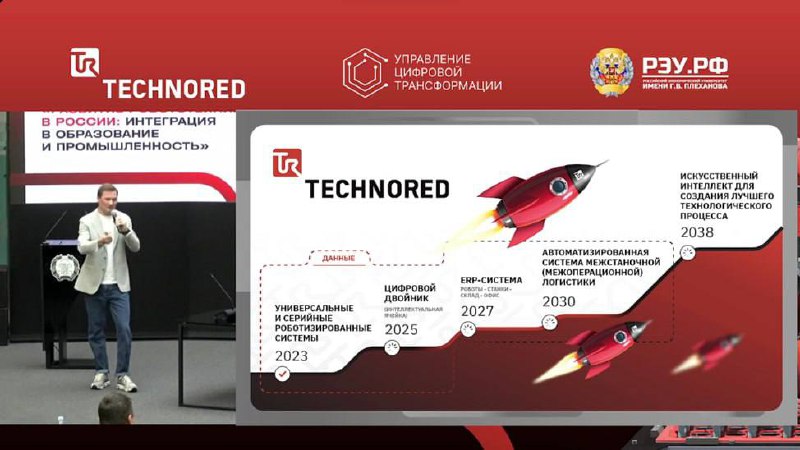 TR
TECHNORED
УПРАВЛЕНИЕ
ЦИФРОВОЙ
ТРАНСФОРМАЦИИ
РЭУ.РФ
РОССИЙСКИЙ ЭКОНОМИЧЕСКИЙ УНИВЕРСИТЕТ
ИМЕНИ Г.В. ПЛЕХАНОВА
В РОССИИ: ИНТЕГРАЦИЯ
В ОБРАЗОВАНИЕ
И ПРОМЫШЛЕННОСТЬ»
TR
TECHNORED
ДАННЫЕ
УНИВЕРСАЛЬНЫЕ
И СЕРИЙНЫЕ
РОБОТИЗИРОВАННЫЕ
СИСТЕМЫ
2023
ЦИФРОВОЙ
ДВОЙНИК
(ИНТЕЛЛЕКТУАЛЬНАЯ
ЯЧЕЙКА)
2025
ERP-СИСТЕМА
РОБОТЫ - СТАНКИ -
СКЛАД - ОФИС
2027
АВТОМАТИЗИРОВАННАЯ
СИСТЕМА МЕЖСТАНОЧНОЙ
(МЕЖОПЕРАЦИОННОЙ)
ЛОГИСТИКИ
2030
ИСКУССТВЕННЫЙ
ИНТЕЛЛЕКТ ДЛЯ
СОЗДАНИЯ ЛУЧШЕГО
ТЕХНОЛОГИЧЕСКОГО
ПРОЦЕССА
2038